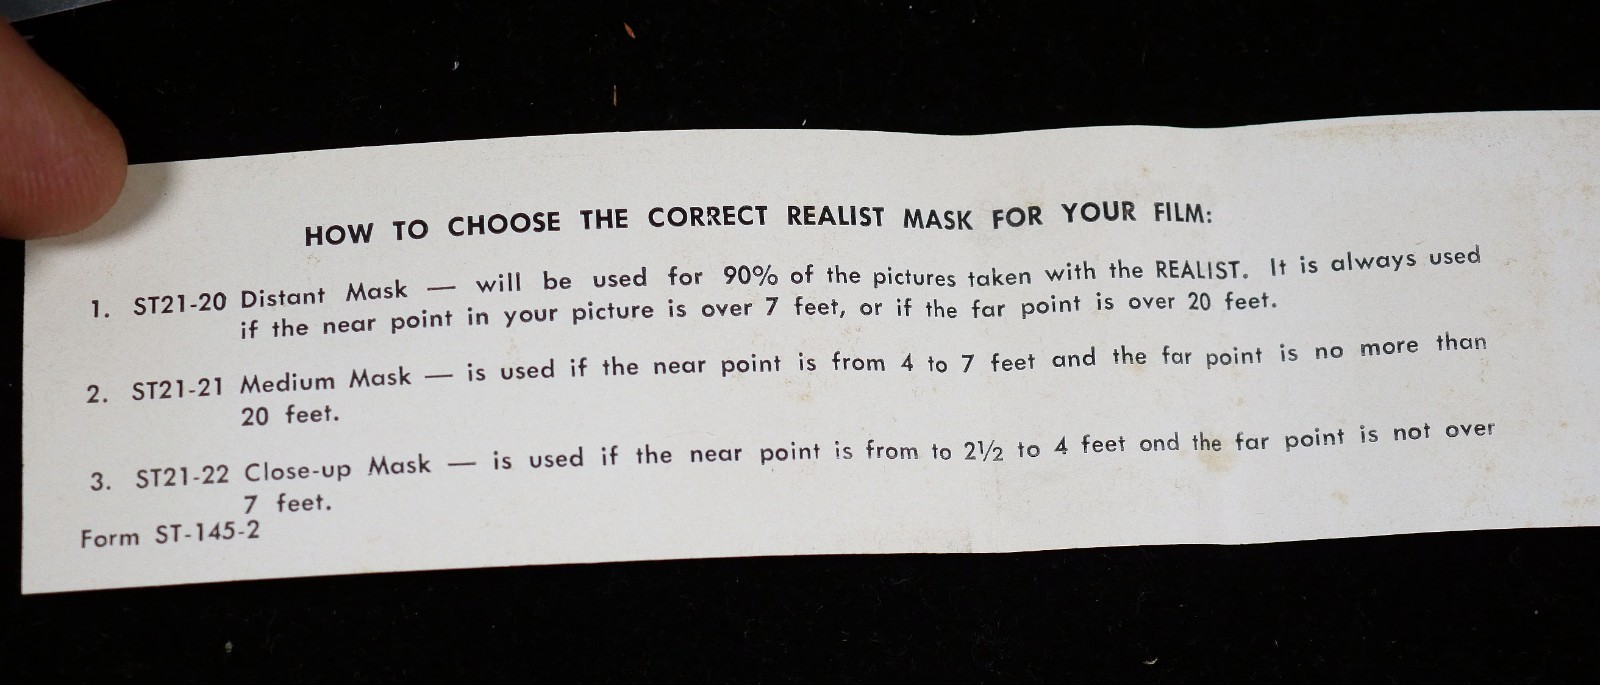 HOW TO CHOOSE THE CORRECT REALIST MASK FOR YOUR FILM:
1. ST21-20 Distant Mask — will be used for 90% of the pictures taken with the REALIST. It is always used
if the near point in your picture is over 7 feet, or if the far point is over 20 feet.
2. ST21-21 Medium Mask — is used if the near point is from 4 to 7 feet and the far point is no more than
20 feet.
3. ST21-22 Close-up Mask — is used if the near point is from to 2½ to 4 feet ond the far point is not over
7 feet.
Form ST-145-2